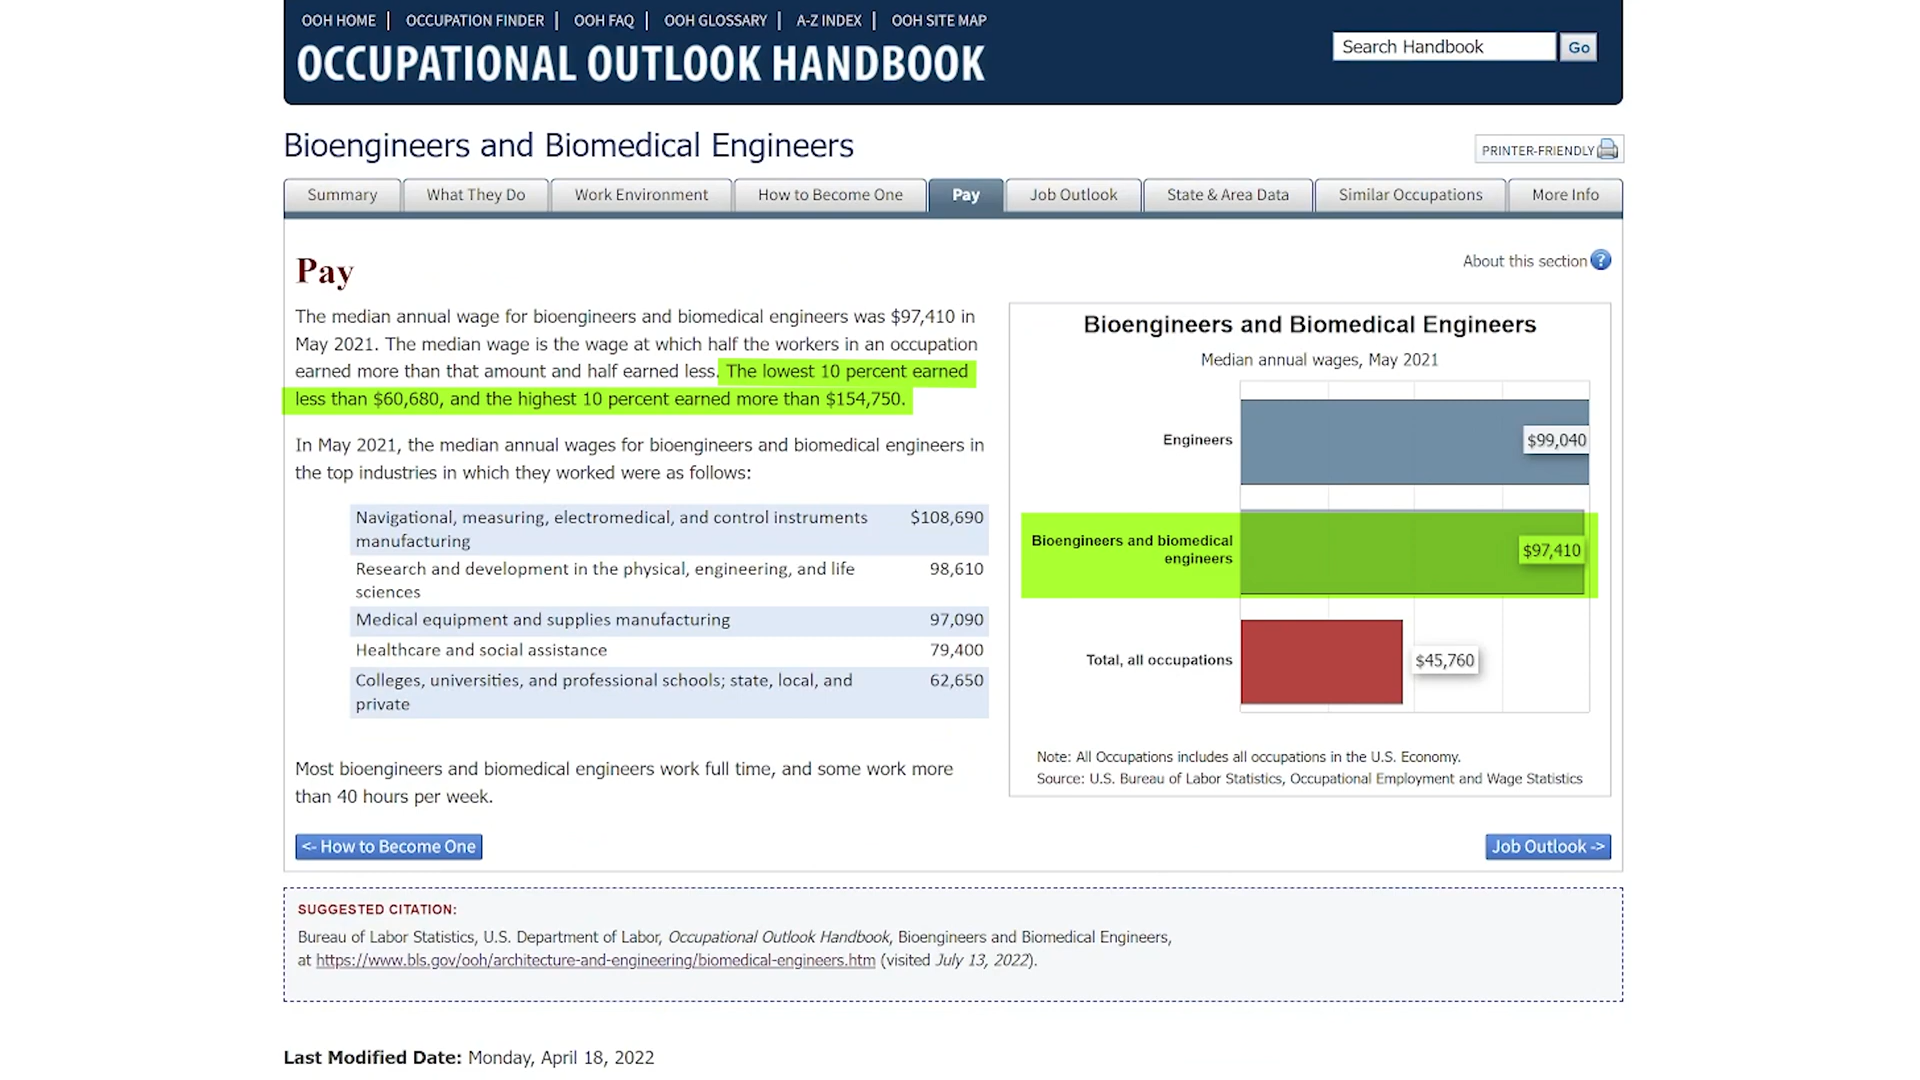 OOH HOME | OCCUPATION FINDER | OOH FAQ | OOH GLOSSARY | A-Z INDEX | OOH SITE MAP
OCCUPATIONAL OUTLOOK HANDBOOK
Search Handbook
Go
Bioengineers and Biomedical Engineers
PRINTER-FRIENDLY
Summary
What They Do
Work Environment
How to Become One
Pay
Job Outlook
State & Area Data
Similar Occupations
More Info
Pay
About this section ?
The median annual wage for bioengineers and biomedical engineers was $97,410 in
May 2021. The median wage is the wage at which half the workers in an occupation
earned more than that amount and half earned less. The lowest 10 percent earned
less than $60,680, and the highest 10 percent earned more than $154,750.
In May 2021, the median annual wages for bioengineers and biomedical engineers in
the top industries in which they worked were as follows:
Navigational, measuring, electromedical, and control instruments $108,690
manufacturing
Research and development in the physical, engineering, and life 98,610
sciences
Medical equipment and supplies manufacturing 97,090
Healthcare and social assistance 79,400
Colleges, universities, and professional schools; state, local, and 62,650
private
Most bioengineers and biomedical engineers work full time, and some work more
than 40 hours per week.
Bioengineers and Biomedical Engineers
Median annual wages, May 2021
Engineers $99,040
Bioengineers and biomedical
engineers $97,410
Total, all occupations $45,760
Note: All Occupations includes all occupations in the U.S. Economy.
Source: U.S. Bureau of Labor Statistics, Occupational Employment and Wage Statistics
<- How to Become One
Job Outlook ->
SUGGESTED CITATION:
Bureau of Labor Statistics, U.S. Department of Labor, Occupational Outlook Handbook, Bioengineers and Biomedical Engineers,
at https://www.bls.gov/ooh/architecture-and-engineering/biomedical-engineers.htm (visited July 13, 2022).
Last Modified Date: Monday, April 18, 2022